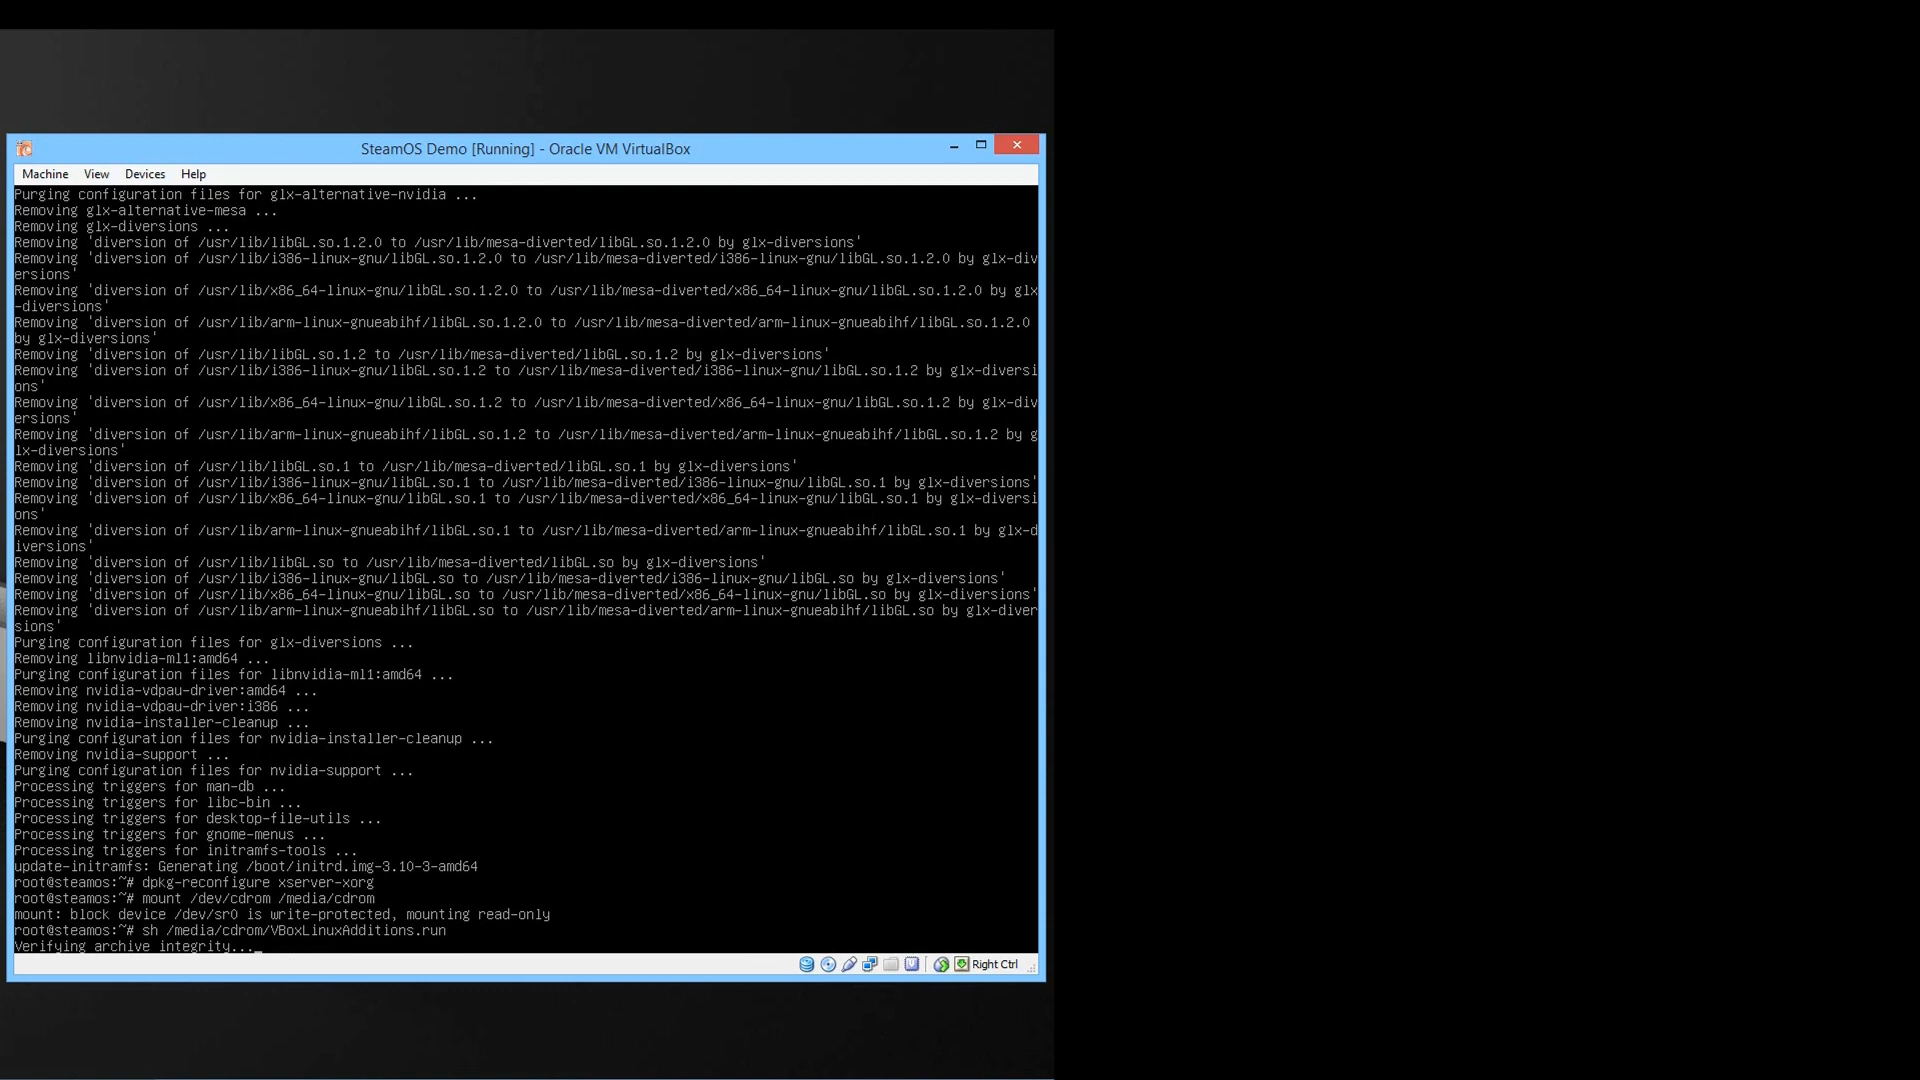 SteamOS Demo [Running] - Oracle VM VirtualBox
Machine View Devices Help
Purging configuration files for glx-alternative-nvidia ...
Removing glx-alternative-mesa ...
Removing glx-diversions ...
Removing 'diversion of /usr/lib/libGL.so.1.2.0 to /usr/lib/mesa-diverted/libGL.so.1.2.0 by glx-diversions'
Removing 'diversion of /usr/lib/i386-linux-gnu/libGL.so.1.2.0 to /usr/lib/mesa-diverted/i386-linux-gnu/libGL.so.1.2.0 by glx-div
ersions'
Removing 'diversion of /usr/lib/x86_64-linux-gnu/libGL.so.1.2.0 to /usr/lib/mesa-diverted/x86_64-linux-gnu/libGL.so.1.2.0 by glx
-diversions'
Removing 'diversion of /usr/lib/arm-linux-gnueabihf/libGL.so.1.2.0 to /usr/lib/mesa-diverted/arm-linux-gnueabihf/libGL.so.1.2.0
by glx-diversions'
Removing 'diversion of /usr/lib/libGL.so.1.2 to /usr/lib/mesa-diverted/libGL.so.1.2 by glx-diversions'
Removing 'diversion of /usr/lib/i386-linux-gnu/libGL.so.1.2 to /usr/lib/mesa-diverted/i386-linux-gnu/libGL.so.1.2 by glx-diversi
ons'
Removing 'diversion of /usr/lib/x86_64-linux-gnu/libGL.so.1.2 to /usr/lib/mesa-diverted/x86_64-linux-gnu/libGL.so.1.2 by glx-div
ersions'
Removing 'diversion of /usr/lib/arm-linux-gnueabihf/libGL.so.1.2 to /usr/lib/mesa-diverted/arm-linux-gnueabihf/libGL.so.1.2 by g
lx-diversions'
Removing 'diversion of /usr/lib/libGL.so.1 to /usr/lib/mesa-diverted/libGL.so.1 by glx-diversions'
Removing 'diversion of /usr/lib/i386-linux-gnu/libGL.so.1 to /usr/lib/mesa-diverted/i386-linux-gnu/libGL.so.1 by glx-diversions'
Removing 'diversion of /usr/lib/x86_64-linux-gnu/libGL.so.1 to /usr/lib/mesa-diverted/x86_64-linux-gnu/libGL.so.1 by glx-diversi
ons'
Removing 'diversion of /usr/lib/arm-linux-gnueabihf/libGL.so.1 to /usr/lib/mesa-diverted/arm-linux-gnueabihf/libGL.so.1 by glx-d
iversions'
Removing 'diversion of /usr/lib/libGL.so to /usr/lib/mesa-diverted/libGL.so by glx-diversions'
Removing 'diversion of /usr/lib/i386-linux-gnu/libGL.so to /usr/lib/mesa-diverted/i386-linux-gnu/libGL.so by glx-diversions'
Removing 'diversion of /usr/lib/x86_64-linux-gnu/libGL.so to /usr/lib/mesa-diverted/x86_64-linux-gnu/libGL.so by glx-diversions'
Removing 'diversion of /usr/lib/arm-linux-gnueabihf/libGL.so to /usr/lib/mesa-diverted/arm-linux-gnueabihf/libGL.so by glx-diver
sions'
Purging configuration files for glx-diversions ...
Removing libnvidia-ml1:amd64 ...
Purging configuration files for libnvidia-ml1:amd64 ...
Removing nvidia-vdpau-driver:amd64 ...
Removing nvidia-vdpau-driver:i386 ...
Removing nvidia-installer-cleanup ...
Purging configuration files for nvidia-installer-cleanup ...
Removing nvidia-support ...
Purging configuration files for nvidia-support ...
Processing triggers for man-db ...
Processing triggers for libc-bin ...
Processing triggers for desktop-file-utils ...
Processing triggers for gnome-menus ...
Processing triggers for initramfs-tools ...
update-initramfs: Generating /boot/initrd.img-3.10-3-amd64
root@steamos:~# dpkg-reconfigure xserver-xorg
root@steamos:~# mount /dev/cdrom /media/cdrom
mount: block device /dev/sr0 is write-protected, mounting read-only
root@steamos:~# sh /media/cdrom/VBoxLinuxAdditions.run
Verifying archive integrity..._
Right Ctrl